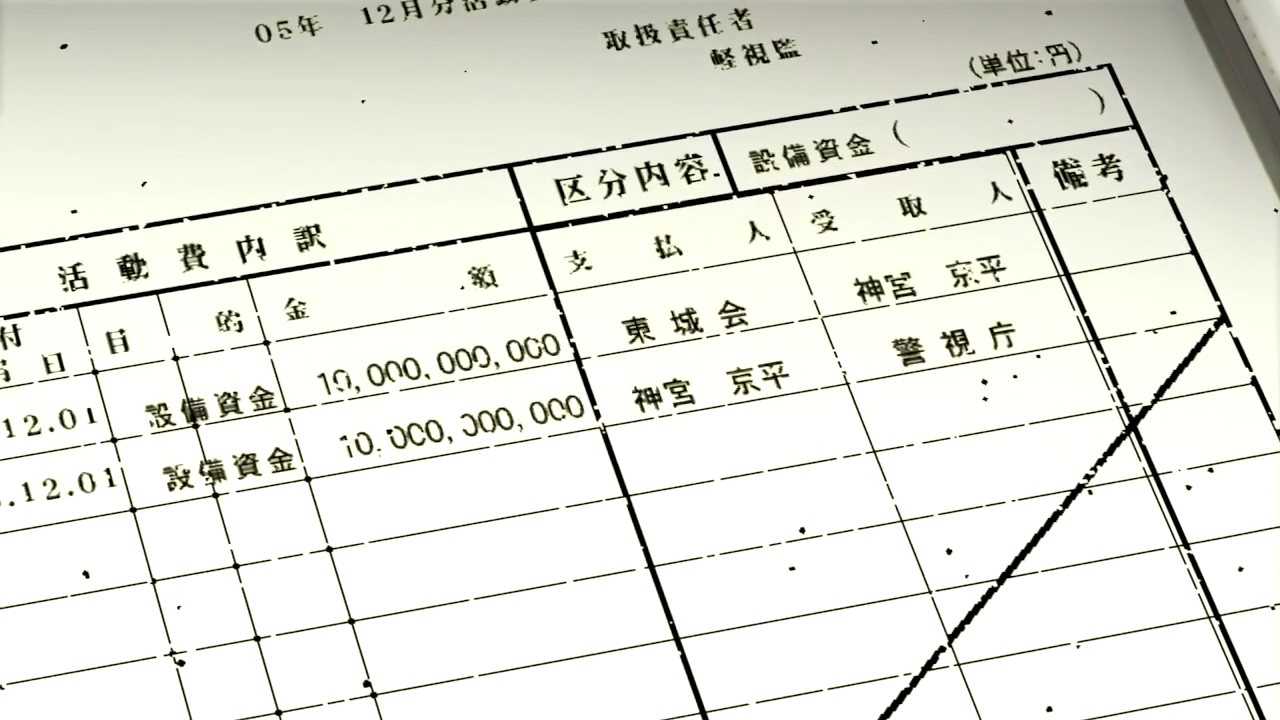 05年 12月分活動
取扱責任者
軽視監
(単位:円)
区分内容 設備資金( )
活動費内訳 備考
支払人 受取人
付 目的 金額
日
12.01 設備資金 10,000,000,000 東城会 神宮 京平
.12.01 設備資金 10,000,000,000 神宮 京平 警視庁